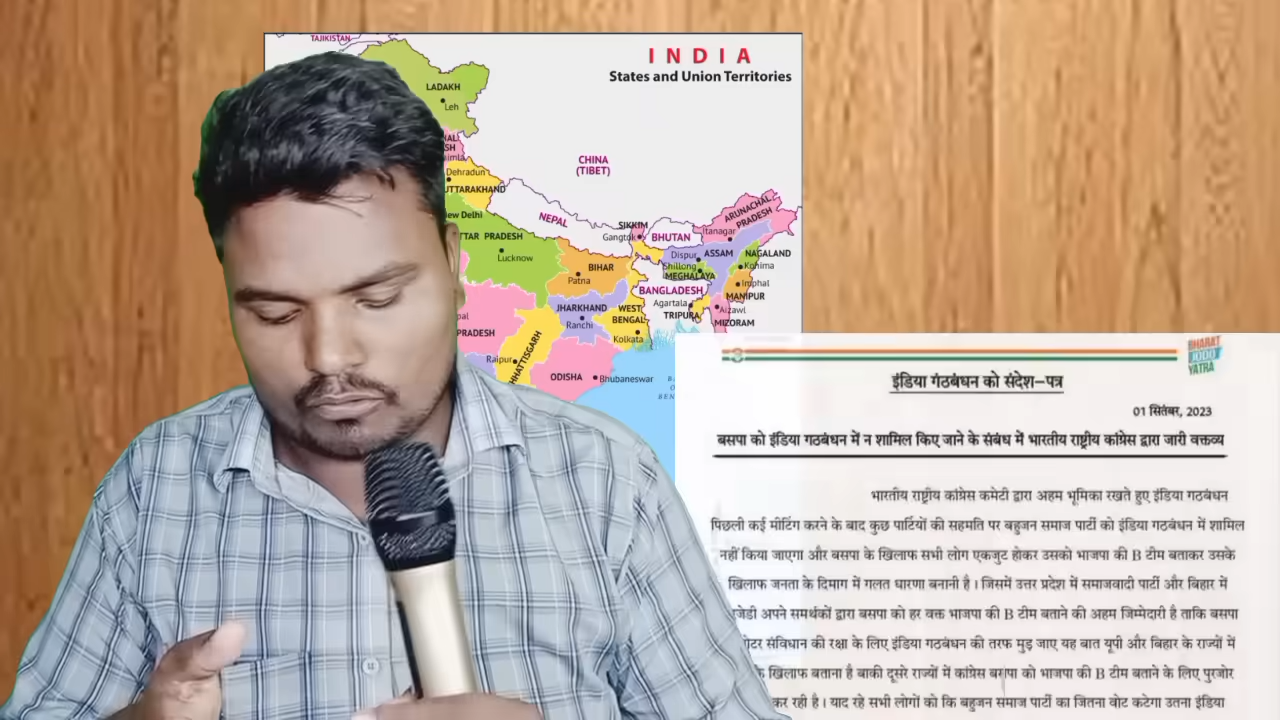 TAJIKISTAN
INDIA
States and Union Territories
LADAKH
Leh
CHINA
(TIBET)
Dehradun
UTTARAKHAND
NEPAL
SIKKIM
Gangtok
BHUTAN
ARUNACHAL
PRADESH
Itanagar
ew Delhi
TAR PRADESH
Lucknow
BIHAR
Patna
Dispur
ASSAM
NAGALAND
Shillong
MEGHALAYA
Kohima
Imphal
BANGLADESH
MANIPUR
JHARKHAND
Ranchi
WEST
BENGAL
Kolkata
Agartala
TRIPURA
Aizawl
MIZORAM
pal
PRADESH
Raipur
HHATTISGARH
ODISHA
Bhubaneswar
BHARAT
JODO
YATRA
इंडिया गठबंधन को संदेश–पत्र
01 सितंबर, 2023
बसपा को इंडिया गठबंधन में न शामिल किए जाने के संबंध में भारतीय राष्ट्रीय कांग्रेस द्वारा जारी वक्तव्य
भारतीय राष्ट्रीय कांग्रेस कमेटी द्वारा अहम भूमिका रखते हुए इंडिया गठबंधन
पिछली कई मीटिंग करने के बाद कुछ पार्टियों की सहमति पर बहुजन समाज पार्टी को इंडिया गठबंधन में शामिल
नहीं किया जाएगा और बसपा के खिलाफ सभी लोग एकजुट होकर उसको भाजपा की B टीम बताकर उसके
खिलाफ जनता के दिमाग में गलत धारणा बनानी है। जिसमें उत्तर प्रदेश में समाजवादी पार्टी और बिहार में
जेडी अपने समर्थकों द्वारा बसपा को हर वक्त भाजपा की B टीम बताने की अहम जिम्मेदारी है ताकि बसपा
ोटर संविधान की रक्षा के लिए इंडिया गठबंधन की तरफ मुड़ जाए यह बात यूपी और बिहार के राज्यों में
के खिलाफ बताना है बाकी दूसरे राज्यों में कांग्रेस बसपा को भाजपा की B टीम बताने के लिए पुरजोर
कर रही है। याद रहे सभी लोगों को कि बहुजन समाज पार्टी का जितना वोट कटेगा उतना इंडिया